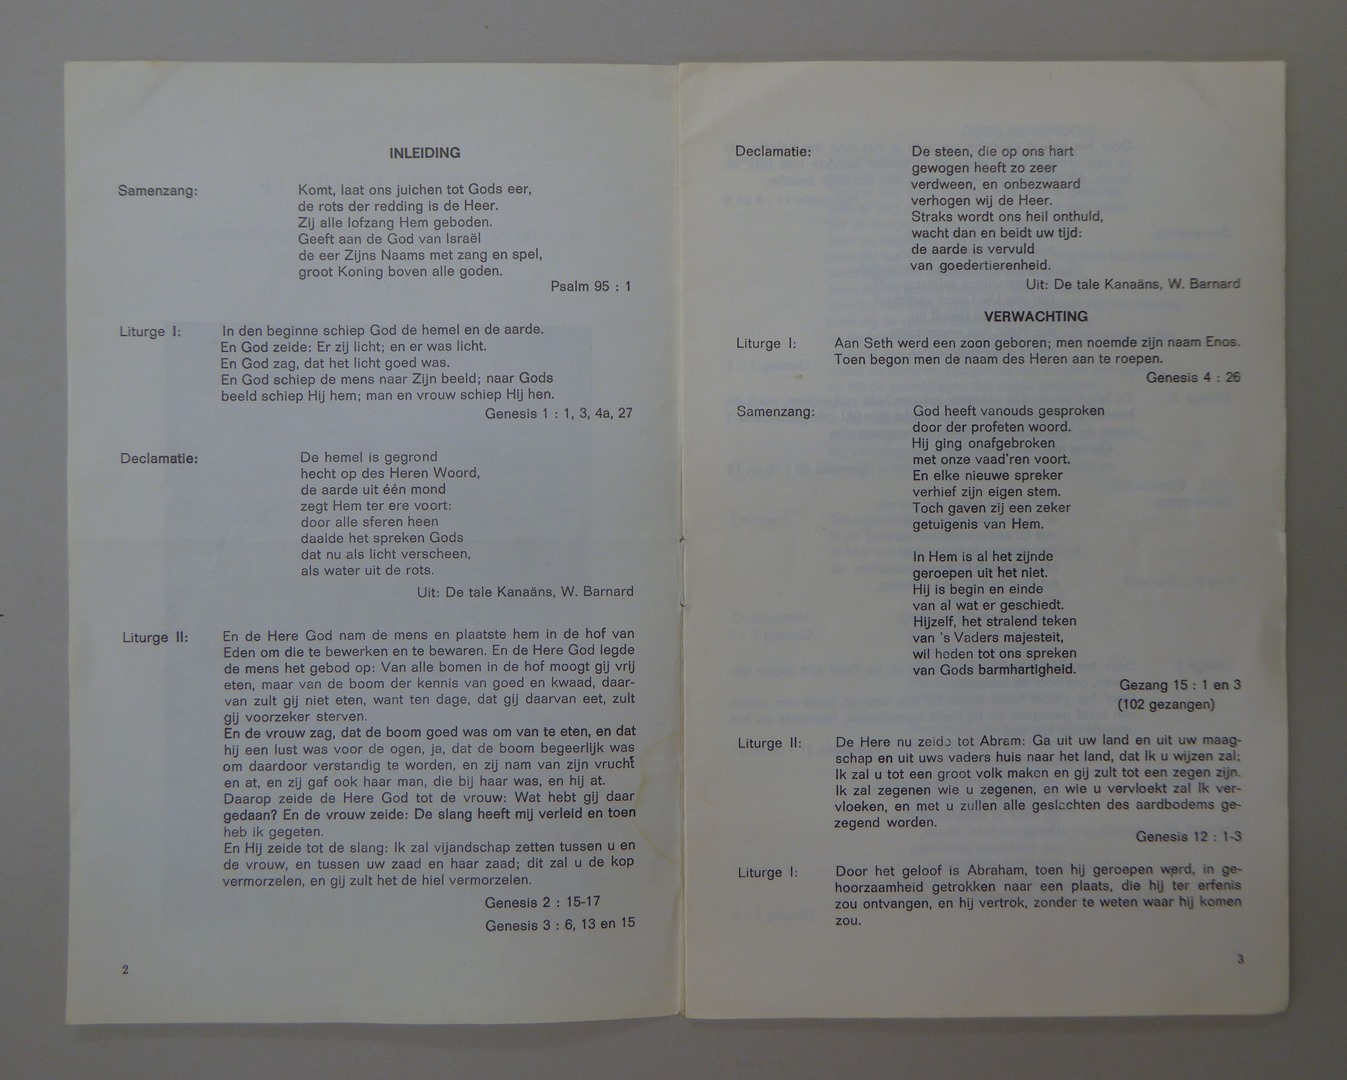 INLEIDING
Samenzang: Komt, laat ons juichen tot Gods eer,
de rots der redding is de Heer.
Zij alle lofzang Hem geboden.
Geeft aan de God van Israël
de eer Zijns Naams met zang en spel,
groot Koning boven alle goden.
Psalm 95 : 1
Liturge I: In den beginne schiep God de hemel en de aarde.
En God zeide: Er zij licht; en er was licht.
En God zag, dat het licht goed was.
En God schiep de mens naar Zijn beeld; naar Gods
beeld schiep Hij hem; man en vrouw schiep Hij hen.
Genesis 1 : 1, 3, 4a, 27
Declamatie: De hemel is gegrond
hecht op des Heren Woord,
de aarde uit één mond
zegt Hem ter ere voort:
door alle sferen heen
daalde het spreken Gods
dat nu als licht verscheen,
als water uit de rots.
Uit: De tale Kanaäns, W. Barnard
Liturge II: En de Here God nam de mens en plaatste hem in de hof van
Eden om die te bewerken en te bewaren. En de Here God legde
de mens het gebod op: Van alle bomen in de hof moogt gij vrij
eten, maar van de boom der kennis van goed en kwaad, daar-
van zult gij niet eten, want ten dage, dat gij daarvan eet, zult
gij voorzeker sterven.
En de vrouw zag, dat de boom goed was om van te eten, en dat
hij een lust was voor de ogen, ja, dat de boom begeerlijk was
om daardoor verstandig te worden, en zij nam van zijn vrucht
en at, en zij gaf ook haar man, die bij haar was, en hij at.
Daarop zeide de Here God tot de vrouw: Wat hebt gij daar
gedaan? En de vrouw zeide: De slang heeft mij verleid en toen
heb ik gegeten.
En Hij zeide tot de slang: Ik zal vijandschap zetten tussen u en
de vrouw, en tussen uw zaad en haar zaad; dit zal u de kop
vermorzelen, en gij zult het de hiel vermorzelen.
Genesis 2 : 15-17
Genesis 3 : 6, 13 en 15
2
Declamatie: De steen, die op ons hart
gewogen heeft zo zeer
verdween, en onbezwaard
verhogen wij de Heer.
Straks wordt ons heil onthuld,
wacht dan en beidt uw tijd:
de aarde is vervuld
van goedertierenheid.
Uit: De tale Kanaäns, W. Barnard
VERWACHTING
Liturge I: Aan Seth werd een zoon geboren; men noemde zijn naam Enos.
Toen begon men de naam des Heren aan te roepen.
Genesis 4 : 26
Samenzang: God heeft vanouds gesproken
door der profeten woord.
Hij ging onafgebroken
met onze vaad'ren voort.
En elke nieuwe spreker
verhief zijn eigen stem.
Toch gaven zij een zeker
getuigenis van Hem.
In Hem is al het zijnde
geroepen uit het niet.
Hij is begin en einde
van al wat er geschiedt.
Hijzelf, het stralend teken
van 's Vaders majesteit,
wil heden tot ons spreken
van Gods barmhartigheid.
Gezang 15 : 1 en 3
(102 gezangen)
Liturge II: De Here nu zeide tot Abram: Ga uit uw land en uit uw maag-
schap en uit uws vaders huis naar het land, dat Ik u wijzen zal;
Ik zal u tot een groot volk maken en gij zult tot een zegen zijn.
Ik zal zegenen wie u zegenen, en wie u vervloekt zal Ik ver-
vloeken, en met u zullen alle geslachten des aardbodems ge-
zegend worden.
Genesis 12 : 1-3
Liturge I: Door het geloof is Abraham, toen hij geroepen werd, in ge-
hoorzaamheid getrokken naar een plaats, die hij ter erfenis
zou ontvangen, en hij vertrok, zonder te weten waar hij komen
zou.
3